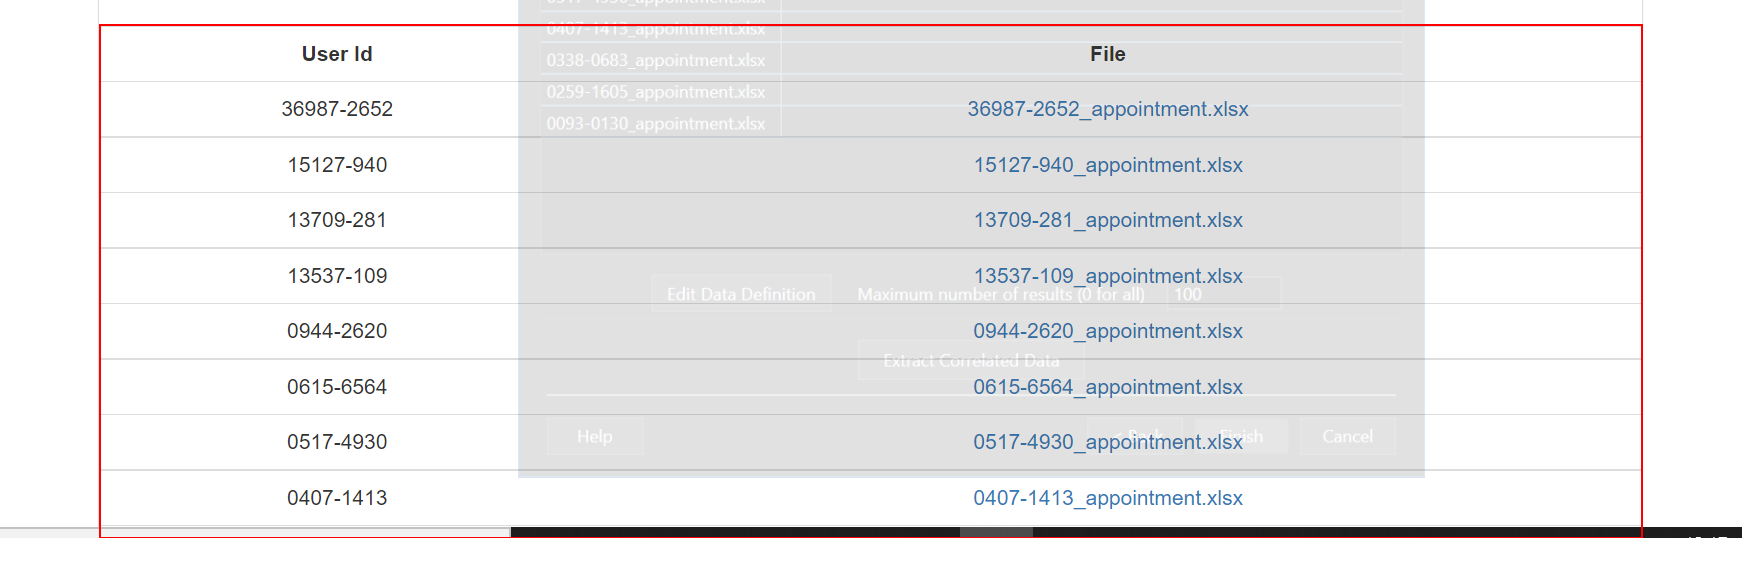 0407-1413_appointment.xlsx
User Id File
0338-0683_appointment.xlsx
0259-1605_appointment.xlsx
36987-2652 36987-2652_appointment.xlsx
0093-0130_appointment.xlsx
15127-940 15127-940_appointment.xlsx
13709-281 13709-281_appointment.xlsx
13537-109 13537-109_appointment.xlsx
Edit Data Definition Maximum number of results (0 for all) 100
0944-2620 0944-2620_appointment.xlsx
Extract Correlated Data
0615-6564 0615-6564_appointment.xlsx
Help Finish Cancel
0517-4930 0517-4930_appointment.xlsx
0407-1413 0407-1413_appointment.xlsx